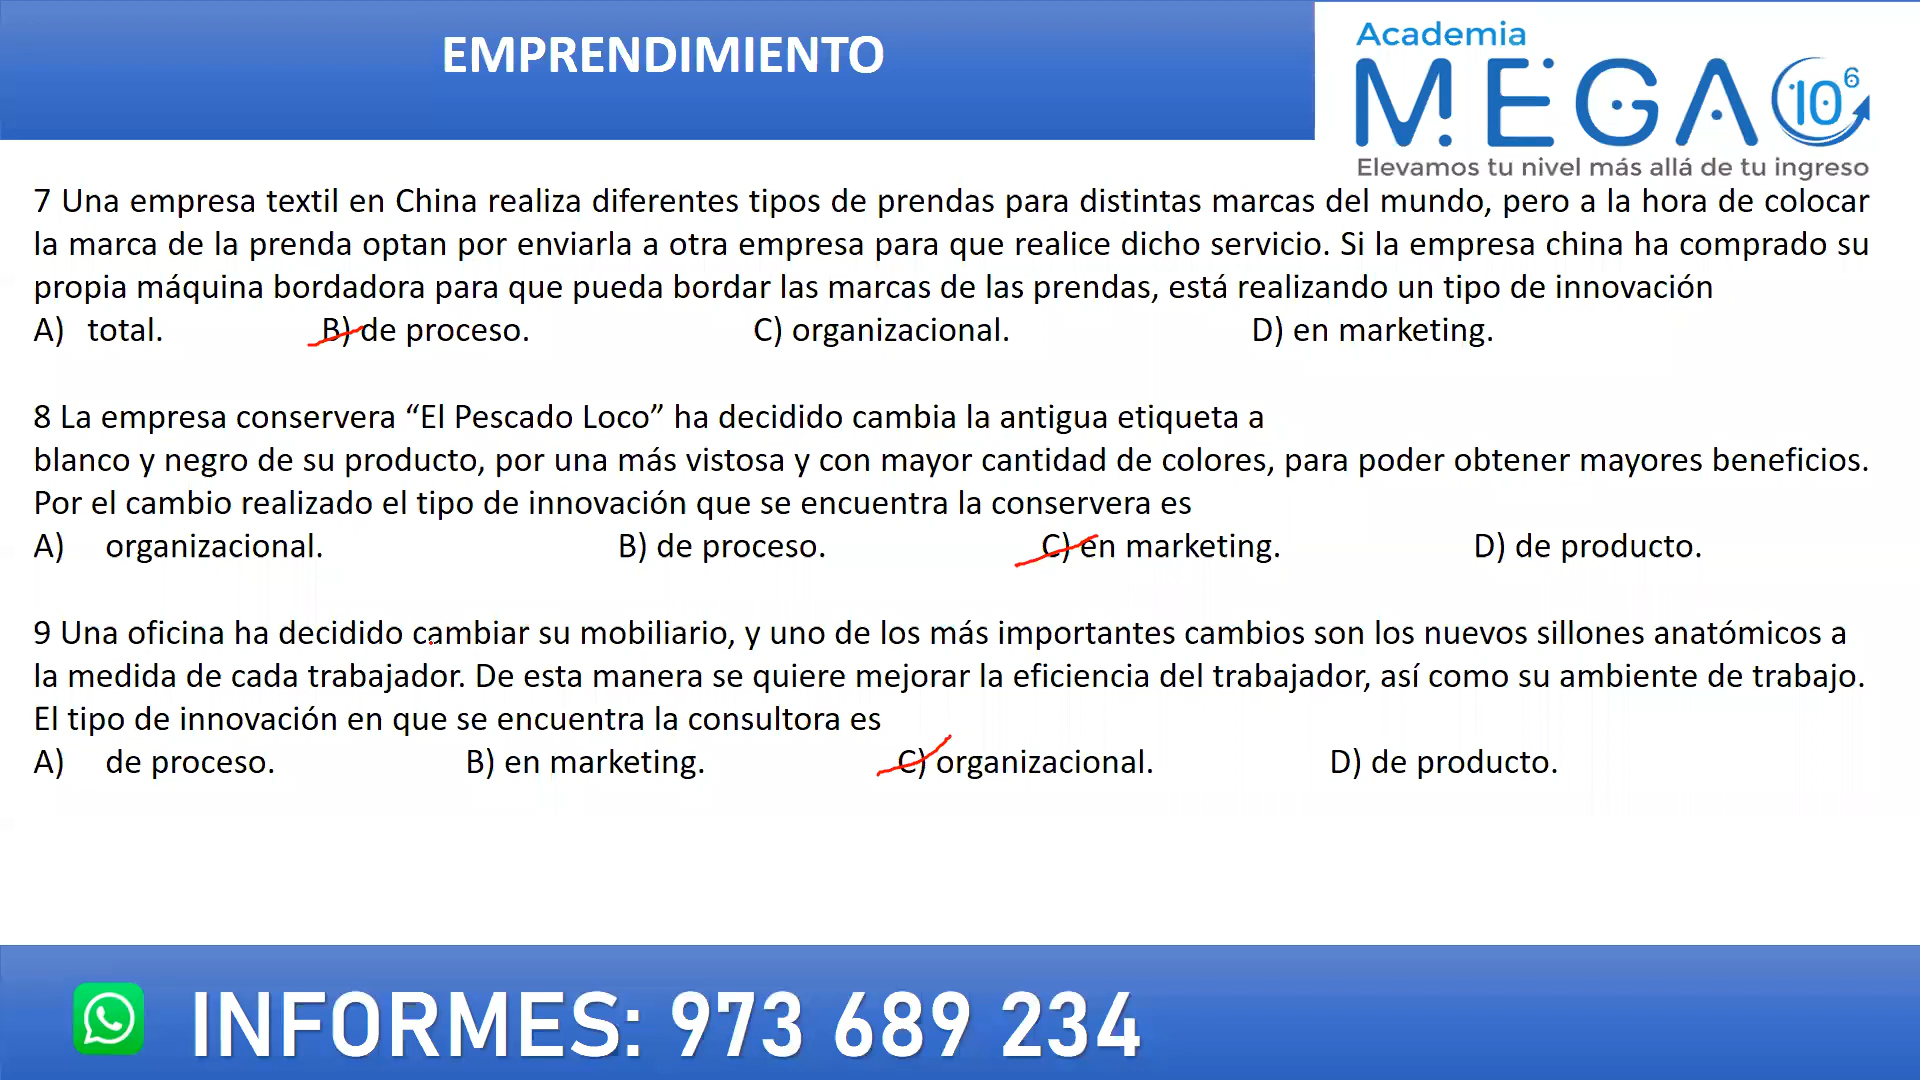 EMPRENDIMIENTO
Academia
MEGA 10⁶
Elevamos tu nivel más allá de tu ingreso
7 Una empresa textil en China realiza diferentes tipos de prendas para distintas marcas del mundo, pero a la hora de colocar
la marca de la prenda optan por enviarla a otra empresa para que realice dicho servicio. Si la empresa china ha comprado su
propia máquina bordadora para que pueda bordar las marcas de las prendas, está realizando un tipo de innovación
A) total. B) de proceso. C) organizacional. D) en marketing.
8 La empresa conservera “El Pescado Loco” ha decidido cambia la antigua etiqueta a
blanco y negro de su producto, por una más vistosa y con mayor cantidad de colores, para poder obtener mayores beneficios.
Por el cambio realizado el tipo de innovación que se encuentra la conservera es
A) organizacional. B) de proceso. C) en marketing. D) de producto.
9 Una oficina ha decidido cambiar su mobiliario, y uno de los más importantes cambios son los nuevos sillones anatómicos a
la medida de cada trabajador. De esta manera se quiere mejorar la eficiencia del trabajador, así como su ambiente de trabajo.
El tipo de innovación en que se encuentra la consultora es
A) de proceso. B) en marketing. C) organizacional. D) de producto.
INFORMES: 973 689 234